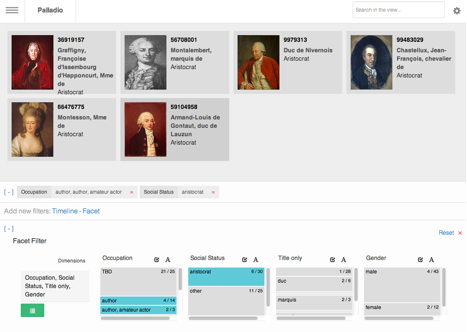 Palladio
Search in the view...
36919157
Graffigny,
Françoise
d'Issembourg
d'Happoncourt, Mme
de
Aristocrat
56708001
Montalembert,
marquis de
Aristocrat
9979313
Duc de Nivernois
Aristocrat
99483029
Chastellux, Jean-
François, chevalier
de
Aristocrat
66476775
Montesson, Mme
de
Aristocrat
59104958
Armand-Louis de
Gontaut, duc de
Lauzun
Aristocrat
[ - ] Occupation author, author, amateur actor × Social Status aristocrat ×
Add new filters: Timeline - Facet
[ - ]
Reset ×
Facet Filter
Dimensions
Occupation, Social
Status, Title only,
Gender
Occupation
TBD 21 / 25
author 4 / 14
author, amateur actor 2 / 3
Social Status
aristocrat 6 / 30
other 11 / 25
Title only
1 / 28
duc 2 / 6
marquis 2 / 3
Gender
male 4 / 43
female 2 / 12